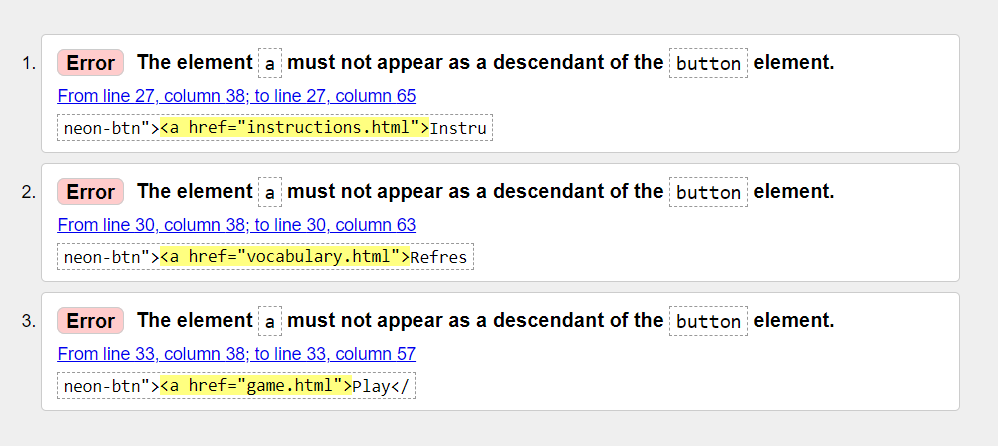 1. Error The element a must not appear as a descendant of the button element.
From line 27, column 38; to line 27, column 65
neon-btn"><a href="instructions.html">Instru
2. Error The element a must not appear as a descendant of the button element.
From line 30, column 38; to line 30, column 63
neon-btn"><a href="vocabulary.html">Refres
3. Error The element a must not appear as a descendant of the button element.
From line 33, column 38; to line 33, column 57
neon-btn"><a href="game.html">Play</